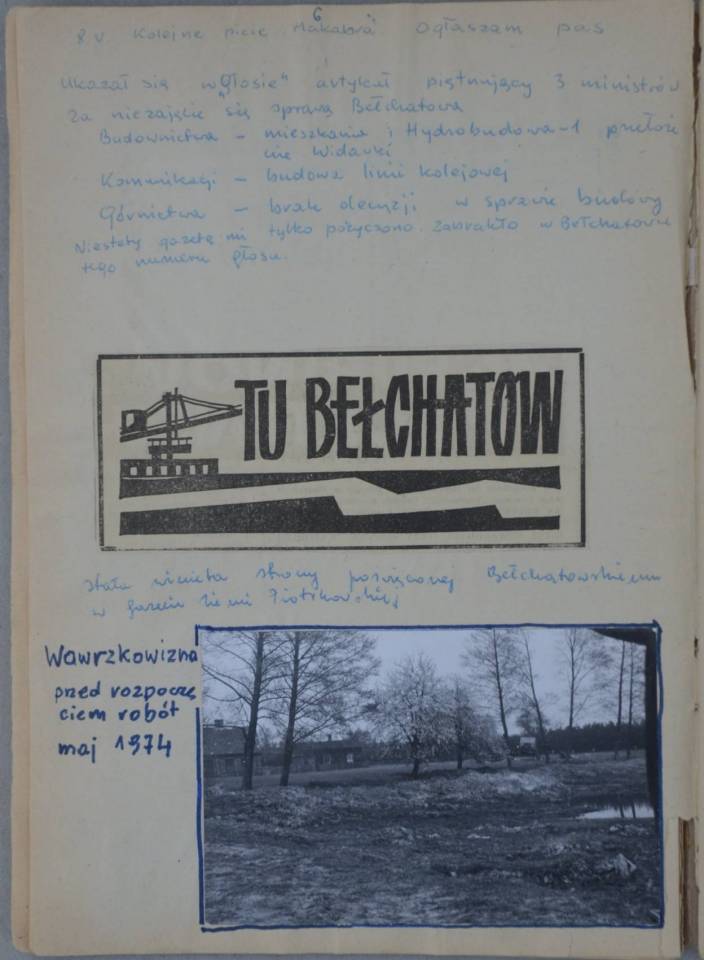 6
8 V. Kolejne picie „Makabra" ogłaszam pas
Ukazał się w „Głosie" artykuł piętnujący 3 ministrów
za niezajęcie się sprawą Bełchatowa
Budownictwa – mieszkania i Hydrobudowa-1 przełoże
nie Widawki
Komunikacji – budowa linii kolejowej
Górnictwa – brak decyzji w sprawie budowy
Niestety gazetę mi tylko pożyczono. Zabrakło w Bełchatowie
tego numeru głosu.
TU BEŁCHATÓW
Stała winieta strony poświęconej Bełchatowskiemu
w Gazecie Ziemi Piotrkowskiej
Wawrzkowizna
przed rozpoczę
ciem robót
maj 1974